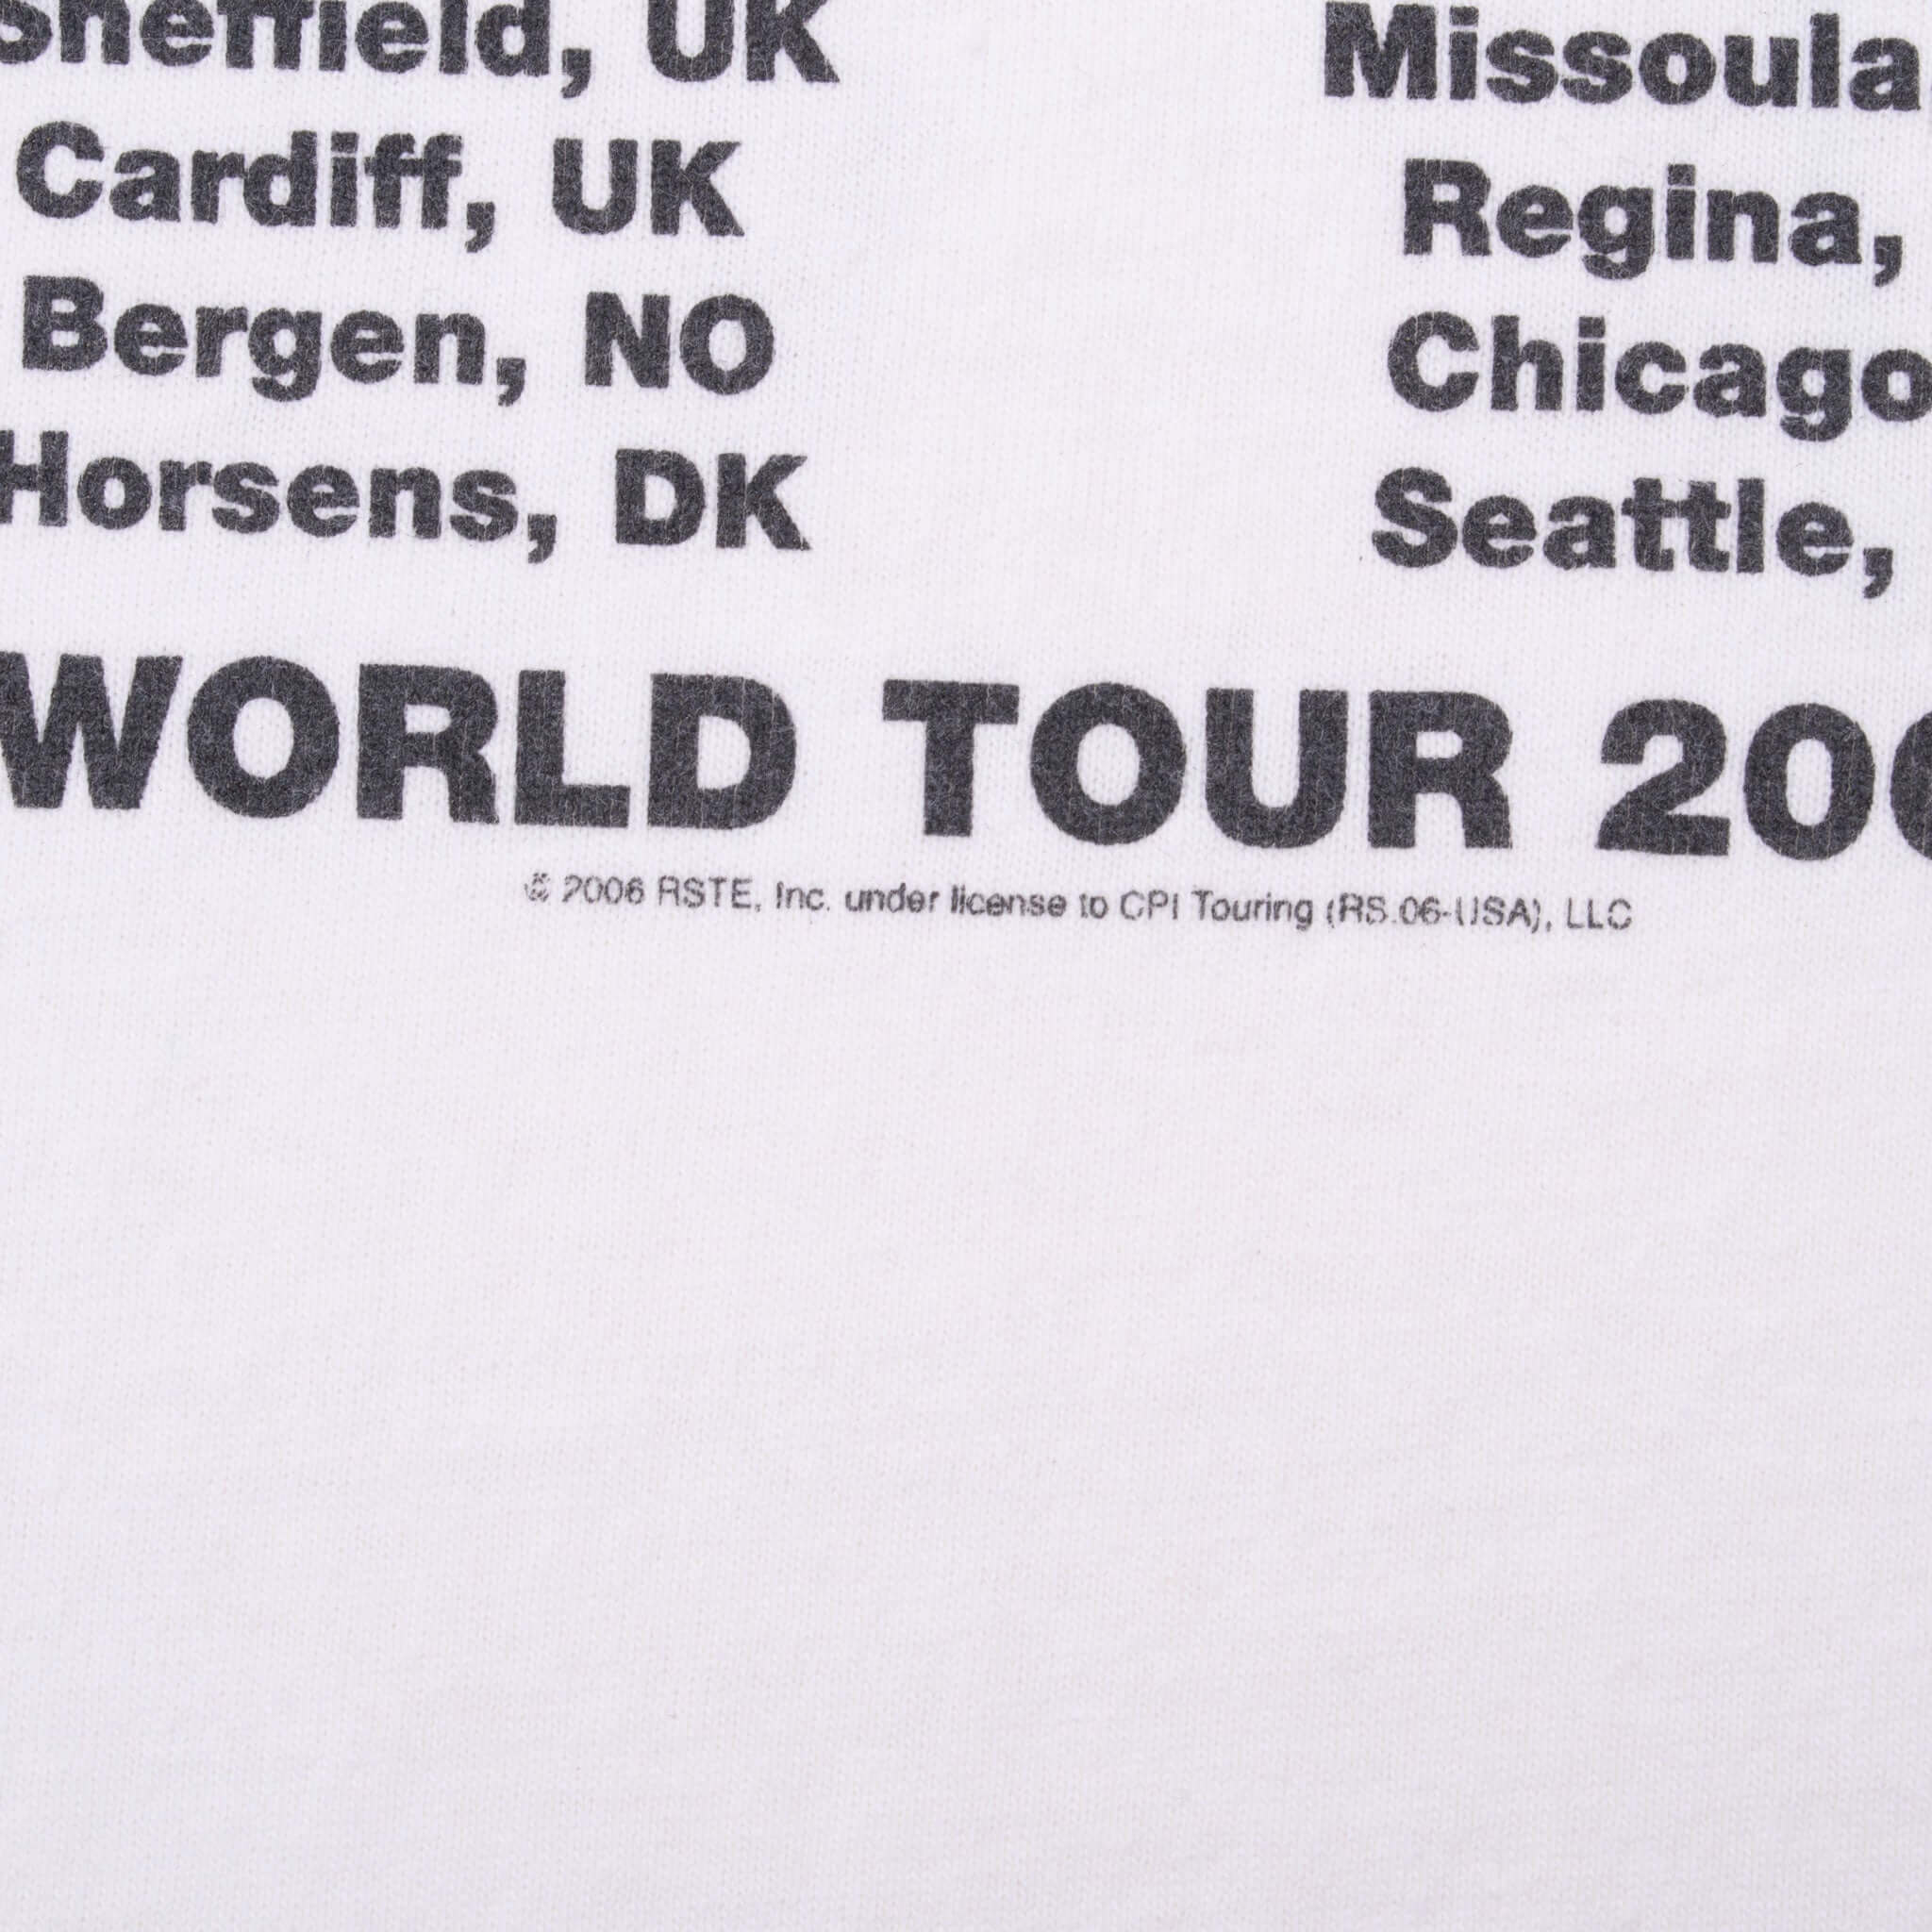 Sheffield, UK
Cardiff, UK
Bergen, NO
Horsens, DK
Missoula
Regina,
Chicago
Seattle,
WORLD TOUR 200
© 2006 RSTE, Inc. under license to CPI Touring (RS.06-USA), LLC